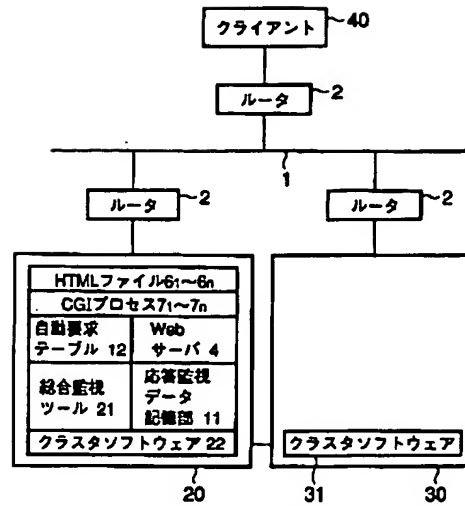 クライアント
40
ルータ
2
1
ルータ
2
ルータ
2
HTMLファイル6₁~6ₙ
CGIプロセス7₁~7ₙ
自動要求
テーブル 12
Web
サーバ 4
総合監視
ツール 21
応答監視
データ
記憶部 11
クラスタソフトウェア 22
20
クラスタソフトウェア
31
30